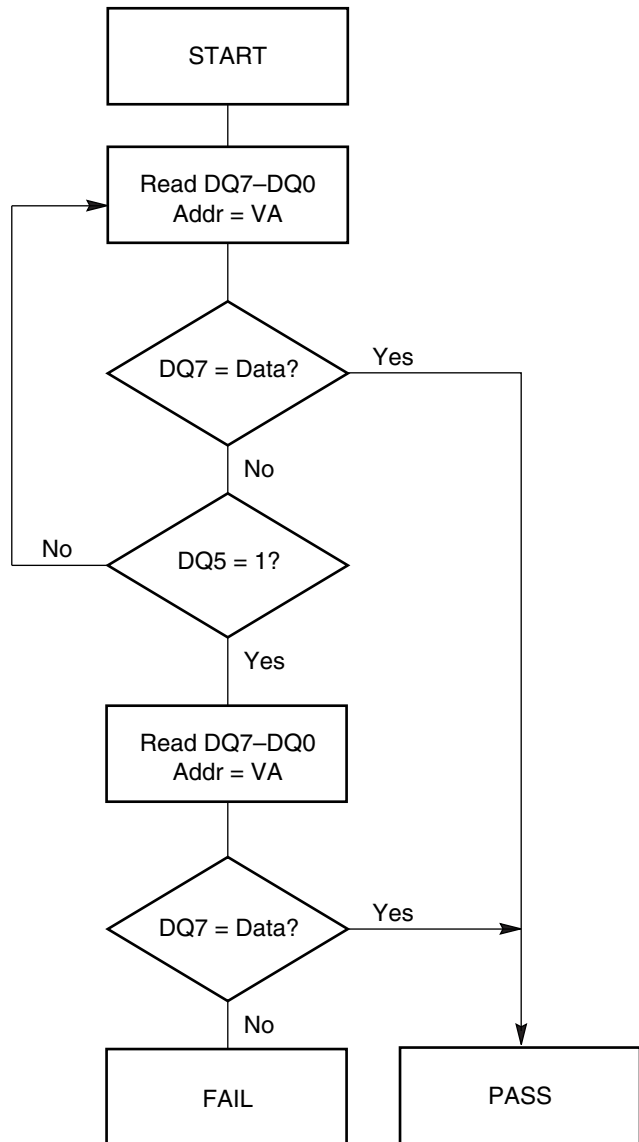 START
Read DQ7–DQ0
Addr = VA
DQ7 = Data?
Yes
No
No
DQ5 = 1?
Yes
Read DQ7–DQ0
Addr = VA
DQ7 = Data?
Yes
No
FAIL
PASS